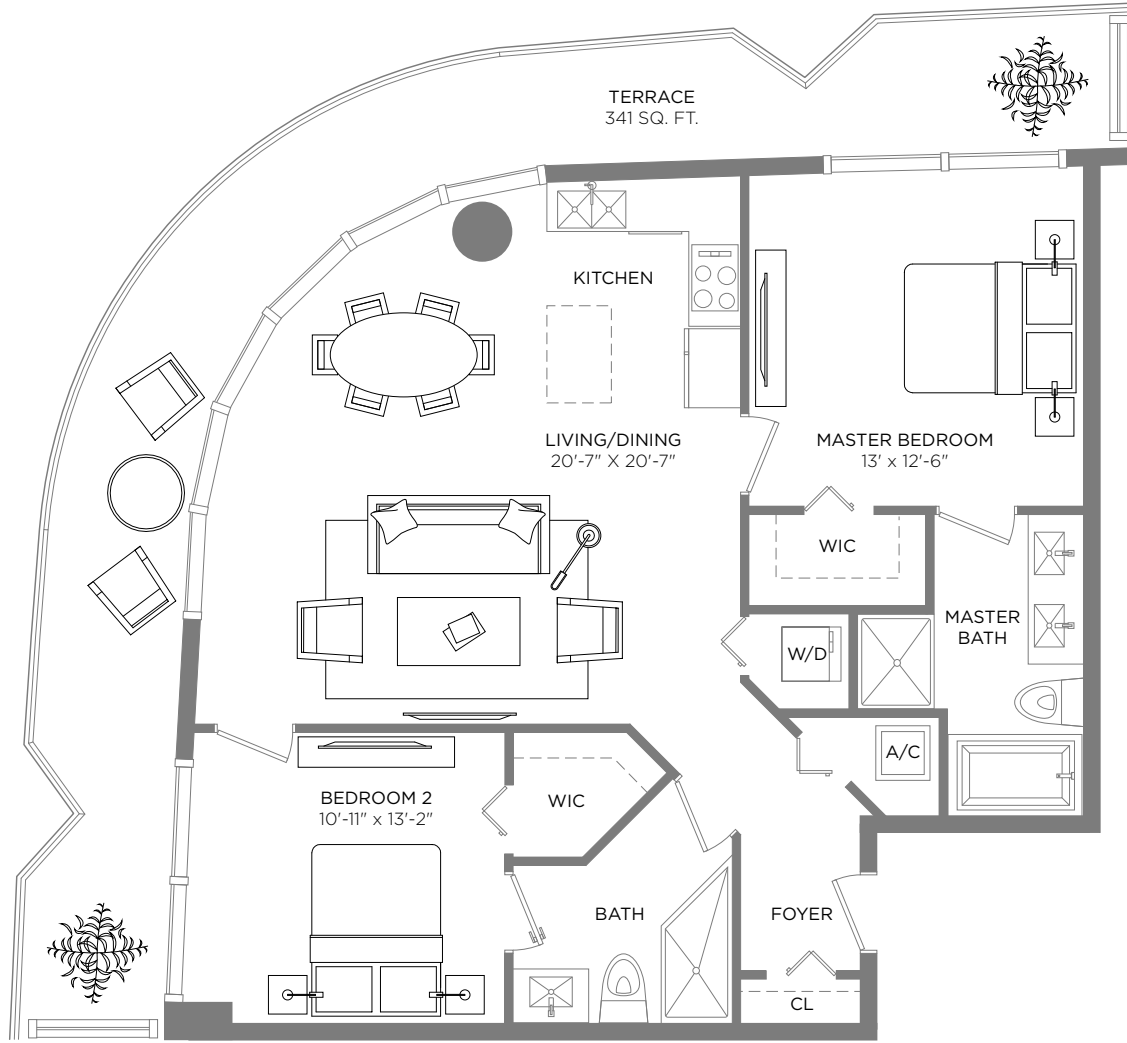 TERRACE
341 SQ. FT.
KITCHEN
LIVING/DINING
20'-7" X 20'-7"
MASTER BEDROOM
13' x 12'-6"
WIC
MASTER
BATH
W/D
A/C
BEDROOM 2
10'-11" x 13'-2"
WIC
BATH
FOYER
CL